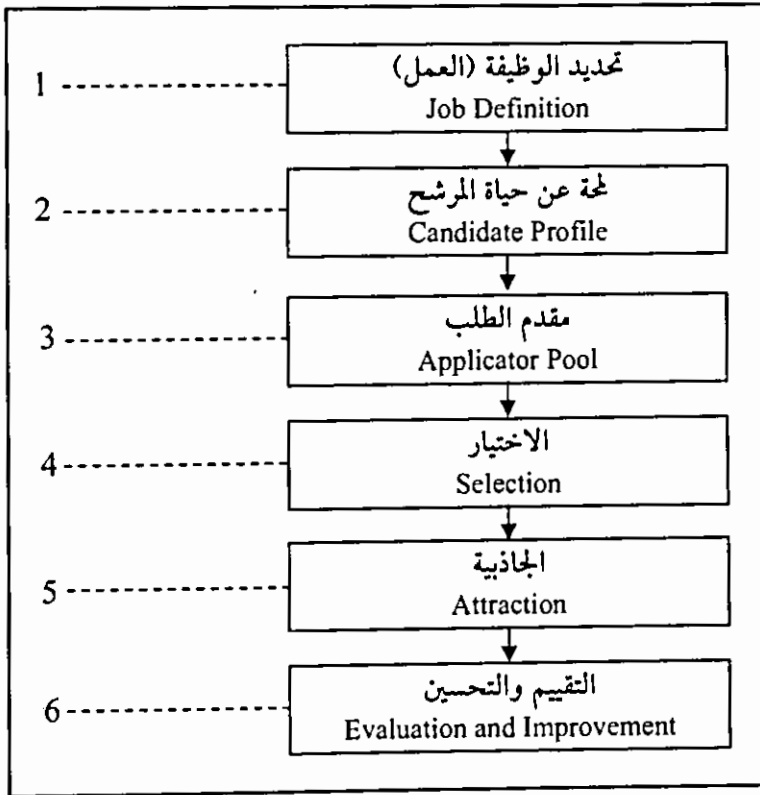 1
تحديد الوظيفة (العمل)
Job Definition
2
لمحة عن حياة المرشح
Candidate Profile
3
مقدم الطلب
Applicator Pool
4
الاختيار
Selection
5
الجاذبية
Attraction
6
التقييم والتحسين
Evaluation and Improvement